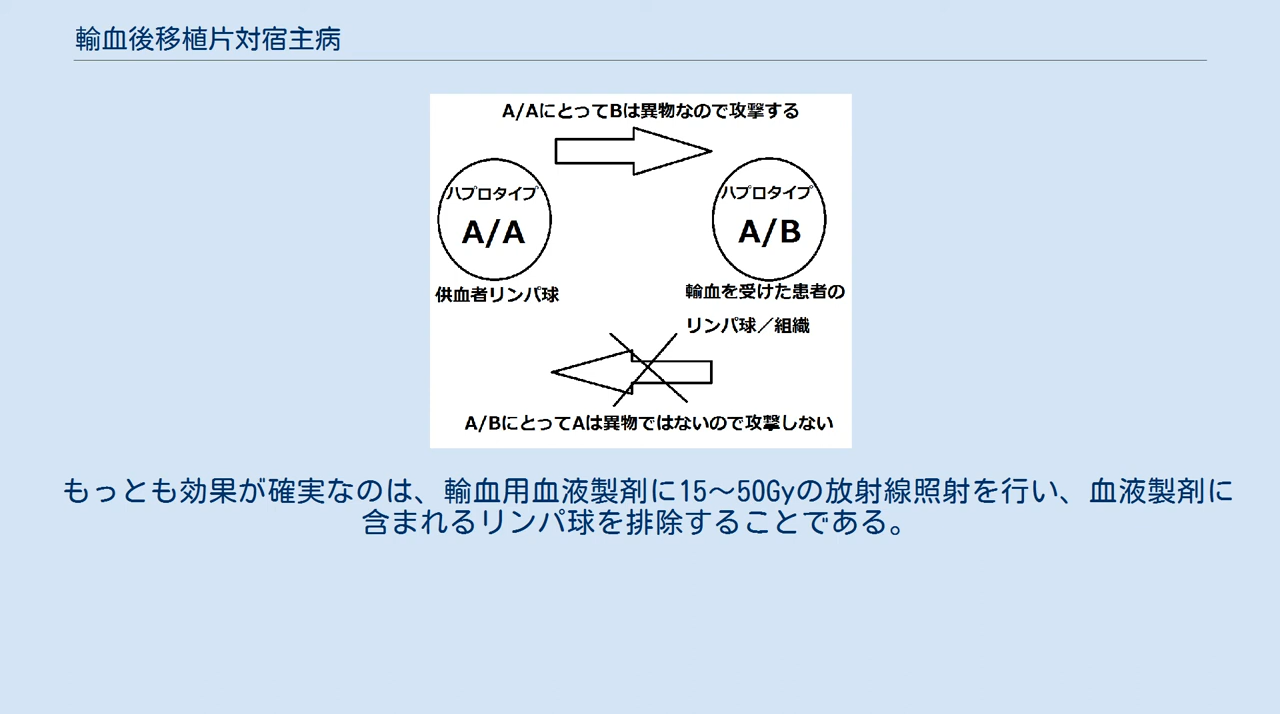 輸血後移植片対宿主病
A/AにとってBは異物なので攻撃する
ハプロタイプ
A/A
供血者リンパ球
ハプロタイプ
A/B
輸血を受けた患者の
リンパ球／組織
A/BにとってAは異物ではないので攻撃しない
もっとも効果が確実なのは、輸血用血液製剤に15～50Gyの放射線照射を行い、血液製剤に
含まれるリンパ球を排除することである。